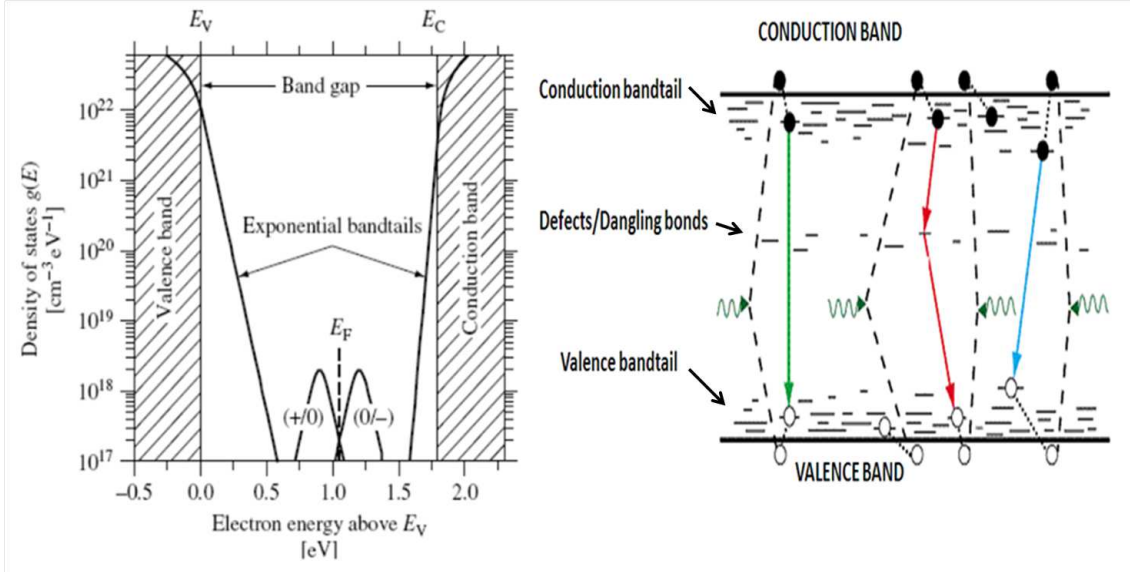 E_V
E_C
Band gap
10^22
10^21
10^20
10^19
10^18
10^17
Density of states g(E)
[cm^−3 eV^−1]
Valence band
Exponential bandtails
Conduction band
E_F
(+/0)
(0/−)
−0.5 0.0 0.5 1.0 1.5 2.0
Electron energy above E_V
[eV]
CONDUCTION BAND
Conduction bandtail
Defects/Dangling bonds
Valence bandtail
VALENCE BAND